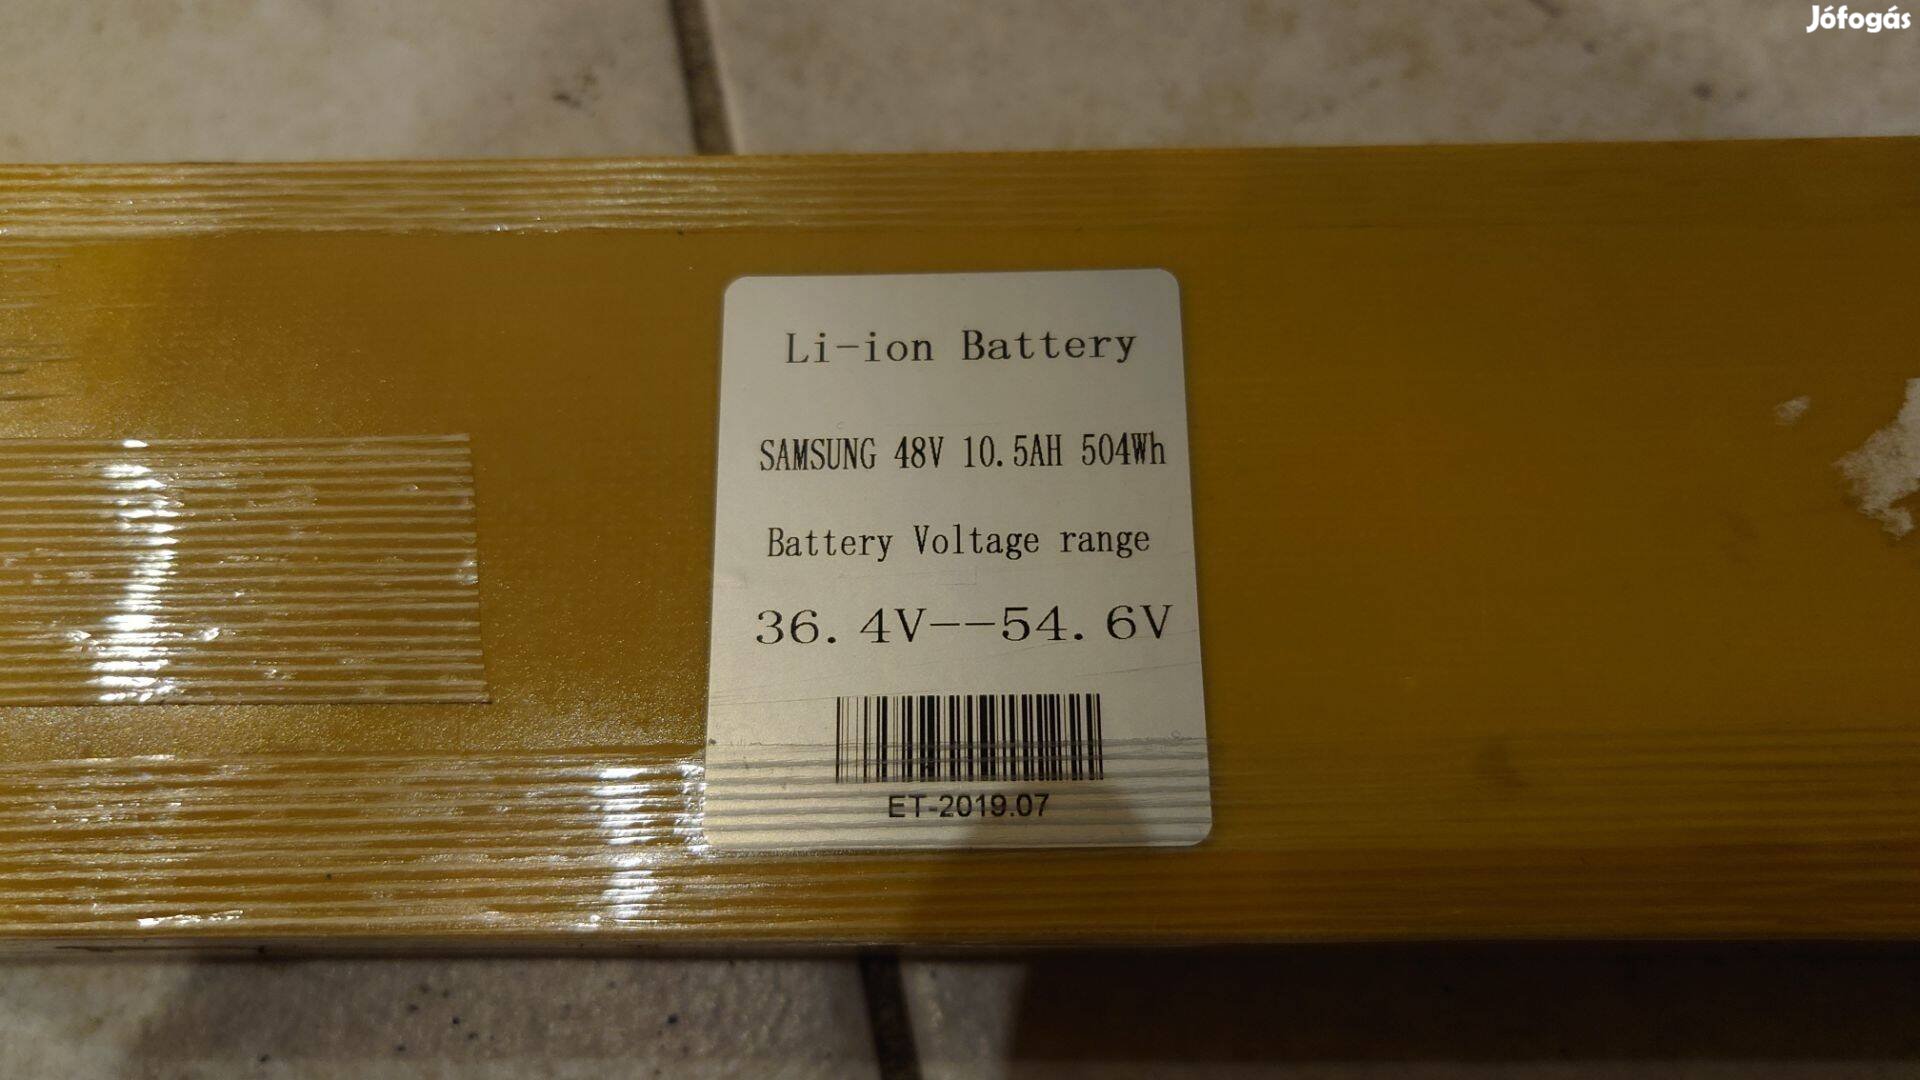 Jófogás
Li-ion Battery
SAMSUNG 48V 10.5AH 504Wh
Battery Voltage range
36.4V--54.6V
ET-2019.07